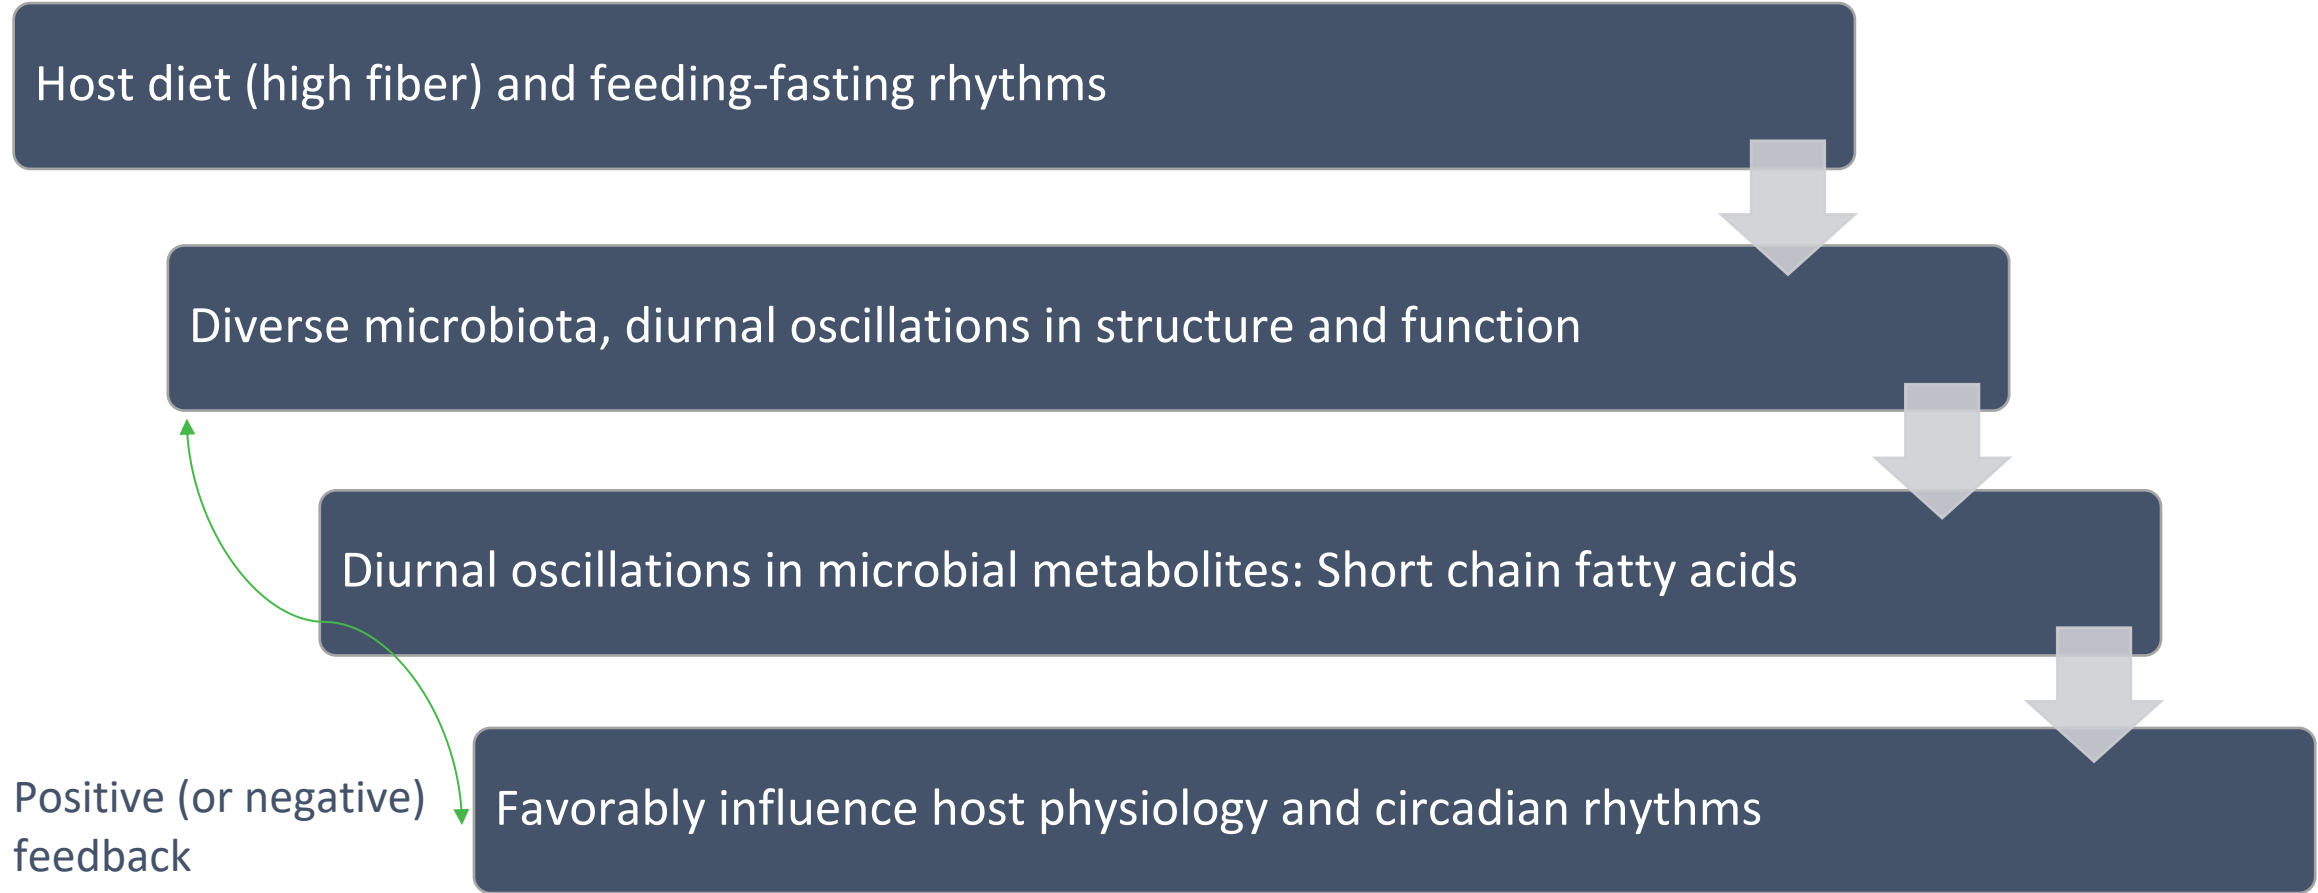 Host diet (high fiber) and feeding-fasting rhythms
Diverse microbiota, diurnal oscillations in structure and function
Diurnal oscillations in microbial metabolites: Short chain fatty acids
Favorably influence host physiology and circadian rhythms
Positive (or negative)
feedback